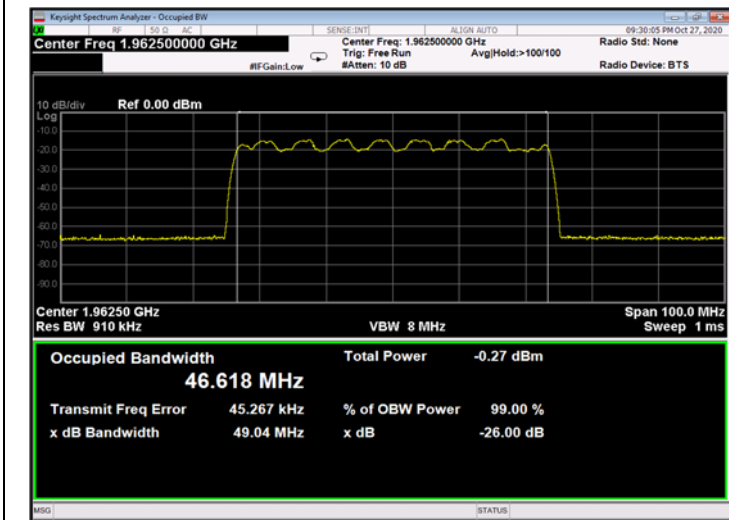 Keysight Spectrum Analyzer - Occupied BW
RF 50 Ω AC SENSE:INT ALIGN AUTO 09:30:05 PM Oct 27, 2020
Center Freq 1.962500000 GHz Center Freq: 1.962500000 GHz Radio Std: None
Trig: Free Run Avg|Hold:>100/100
#IFGain:Low #Atten: 10 dB Radio Device: BTS
10 dB/div Ref 0.00 dBm
Log
-10.0
-20.0
-30.0
-40.0
-50.0
-60.0
-70.0
-80.0
-90.0
Center 1.96250 GHz Span 100.0 MHz
Res BW 910 kHz VBW 8 MHz Sweep 1 ms
Occupied Bandwidth Total Power -0.27 dBm
46.618 MHz
Transmit Freq Error 45.267 kHz % of OBW Power 99.00 %
x dB Bandwidth 49.04 MHz x dB -26.00 dB
MSG STATUS